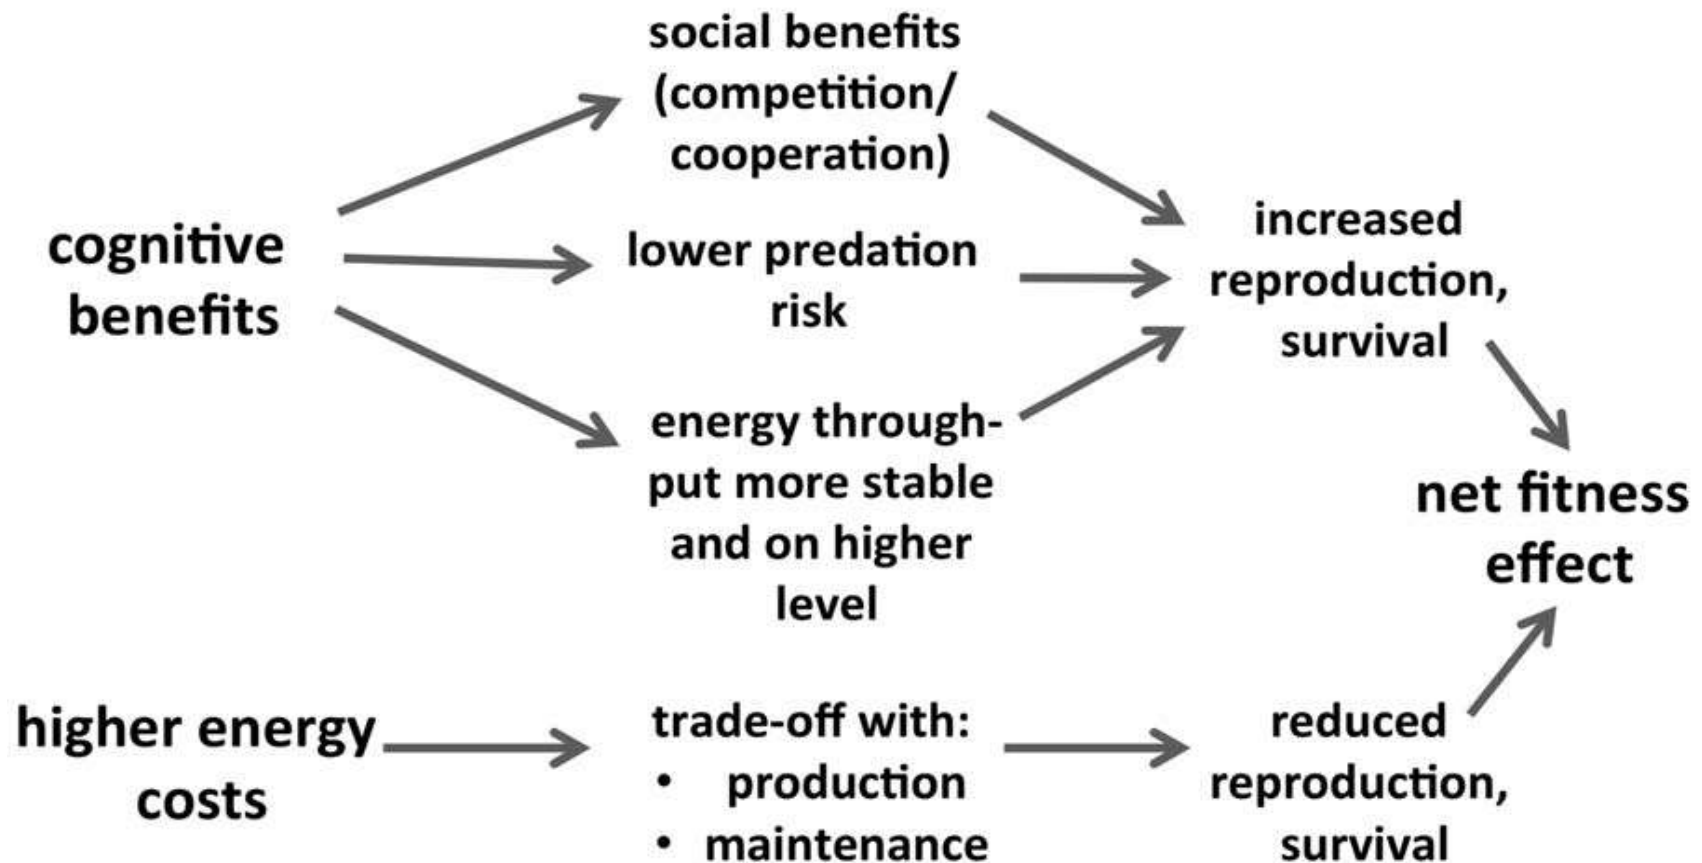 social benefits
(competition/
cooperation)
cognitive
benefits
lower predation
risk
energy through-
put more stable
and on higher
level
increased
reproduction,
survival
net fitness
effect
higher energy
costs
trade-off with:
• production
• maintenance
reduced
reproduction,
survival